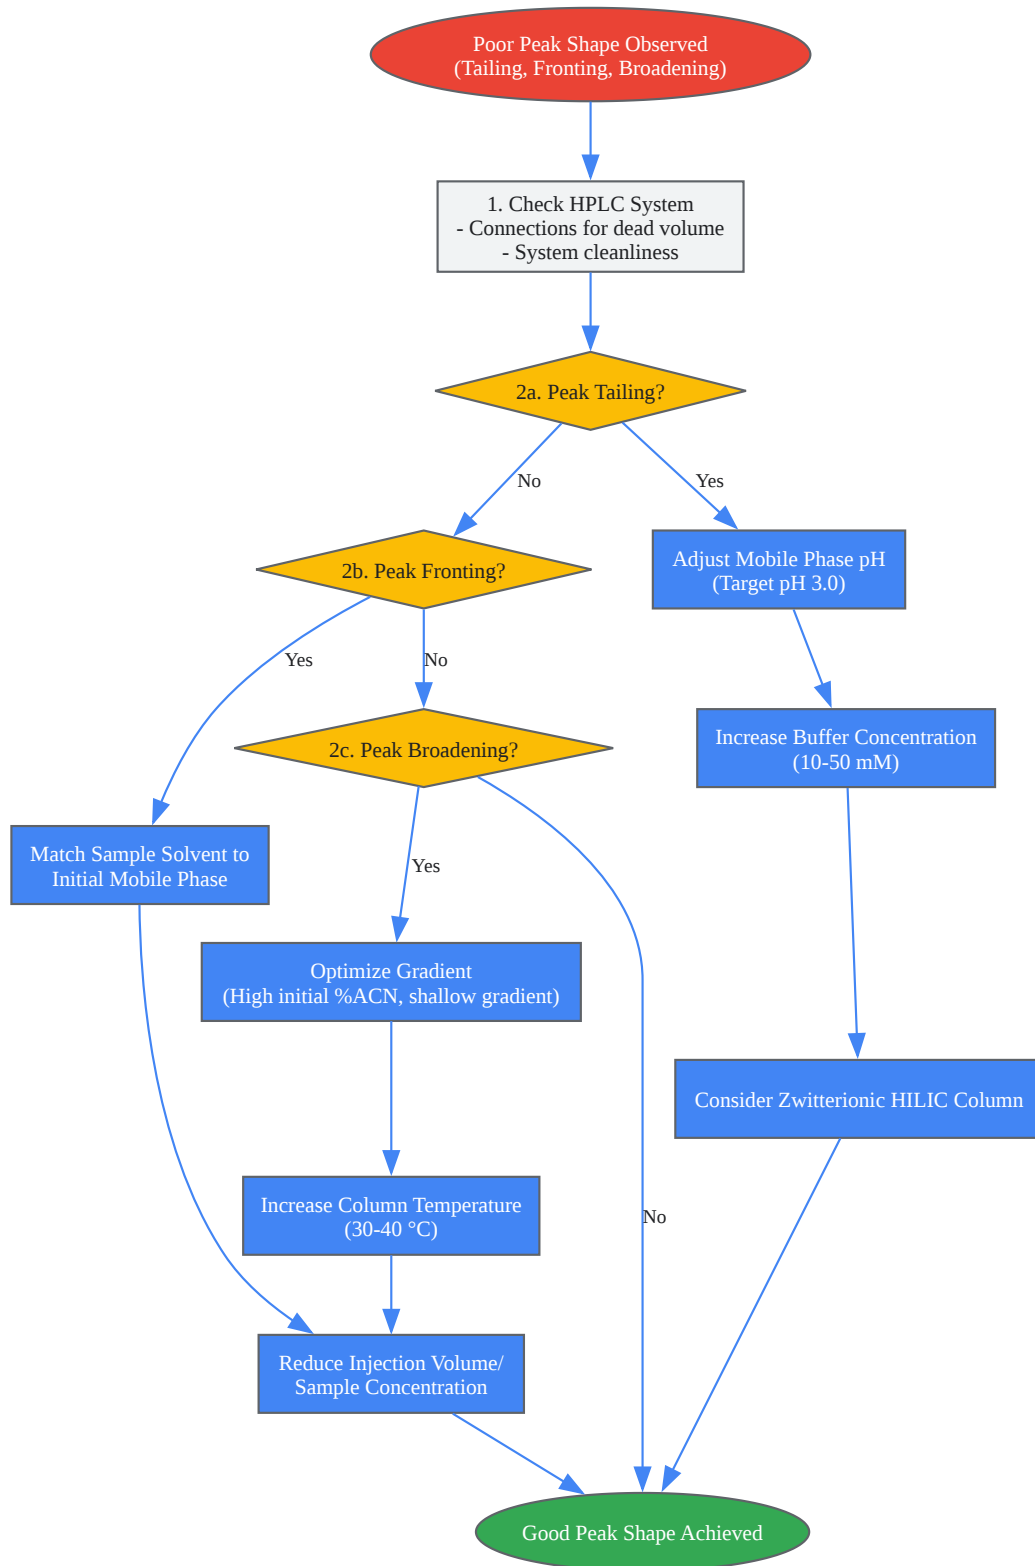 Poor Peak Shape Observed
(Tailing, Fronting, Broadening)
1. Check HPLC System
- Connections for dead volume
- System cleanliness
2a. Peak Tailing?
No
Yes
2b. Peak Fronting?
Adjust Mobile Phase pH
(Target pH 3.0)
Yes
No
2c. Peak Broadening?
Increase Buffer Concentration
(10-50 mM)
Match Sample Solvent to
Initial Mobile Phase
Yes
Optimize Gradient
(High initial %ACN, shallow gradient)
Consider Zwitterionic HILIC Column
Increase Column Temperature
(30-40 °C)
No
Reduce Injection Volume/
Sample Concentration
Good Peak Shape Achieved